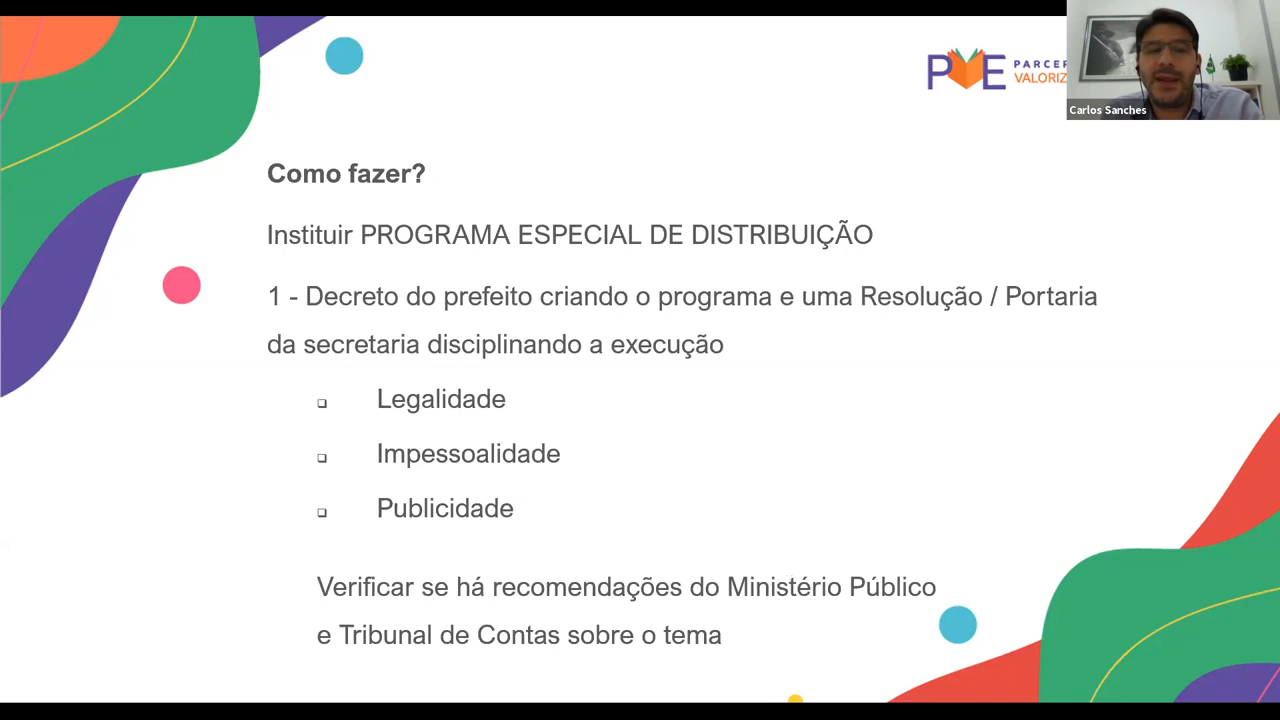 PVE
PARCER
VALORIZ
Carlos Sanches
Como fazer?
Instituir PROGRAMA ESPECIAL DE DISTRIBUIÇÃO
1 - Decreto do prefeito criando o programa e uma Resolução / Portaria
da secretaria disciplinando a execução
Legalidade
Impessoalidade
Publicidade
Verificar se há recomendações do Ministério Público
e Tribunal de Contas sobre o tema